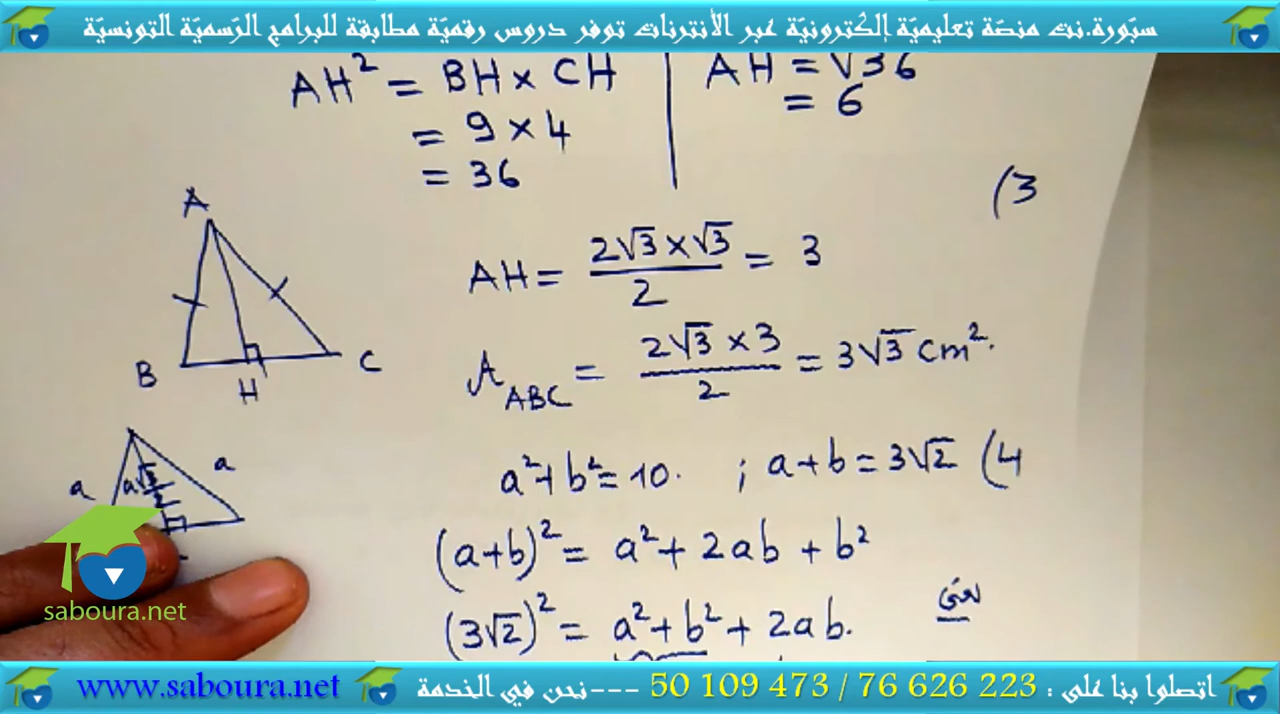 سبّورة.نت منصّة تعليميّة إلكترونيّة عبر الأنترنات توفر دروس رقميّة مطابقة للبرامج الرّسميّة التونسيّة
AH² = BH × CH
= 9 × 4
= 36
AH = √36
= 6
(3
A
B
H
C
AH = (2√3 × √3)/2 = 3
𝒜ABC = (2√3 × 3)/2 = 3√3 cm².
a
a√3/2
a
a² + b² = 10. ; a + b = 3√2 (4
(a+b)² = a² + 2ab + b²
(3√2)² = a² + b² + 2ab. يعني
saboura.net
www.saboura.net
اتصلوا بنا على : 223 626 76 / 473 109 50 ---نحن في الخدمة